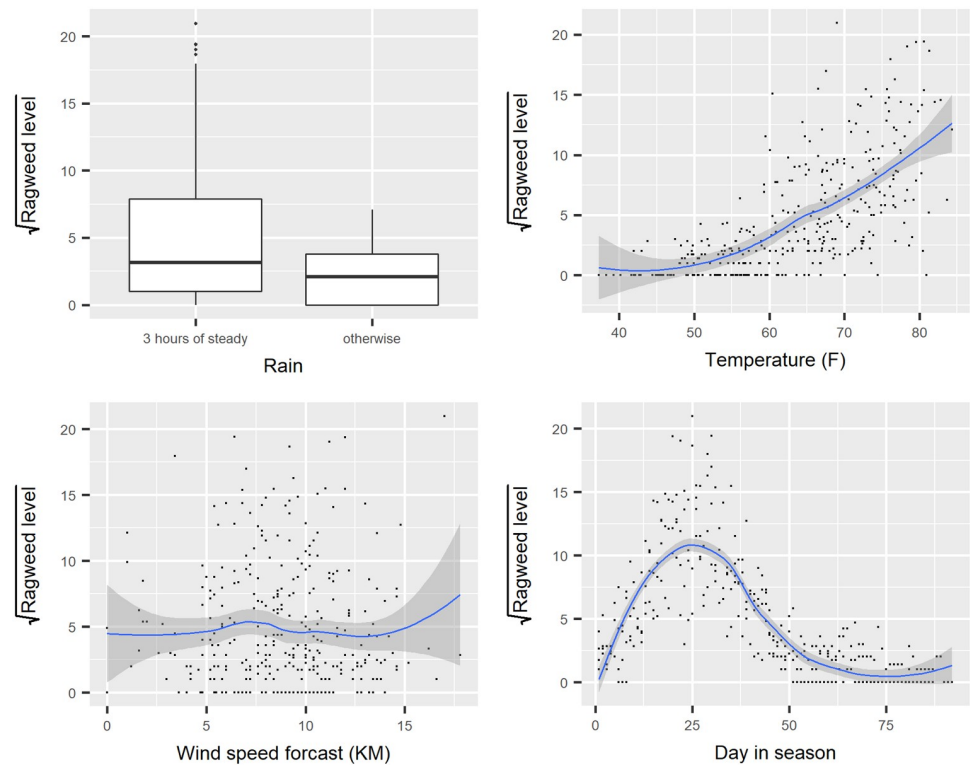 √Ragweed level
20
15
10
5
0
3 hours of steady
otherwise
Rain
√Ragweed level
20
15
10
5
0
40 50 60 70 80
Temperature (F)
√Ragweed level
20
15
10
5
0
0 5 10 15
Wind speed forcast (KM)
√Ragweed level
20
15
10
5
0
0 25 50 75
Day in season